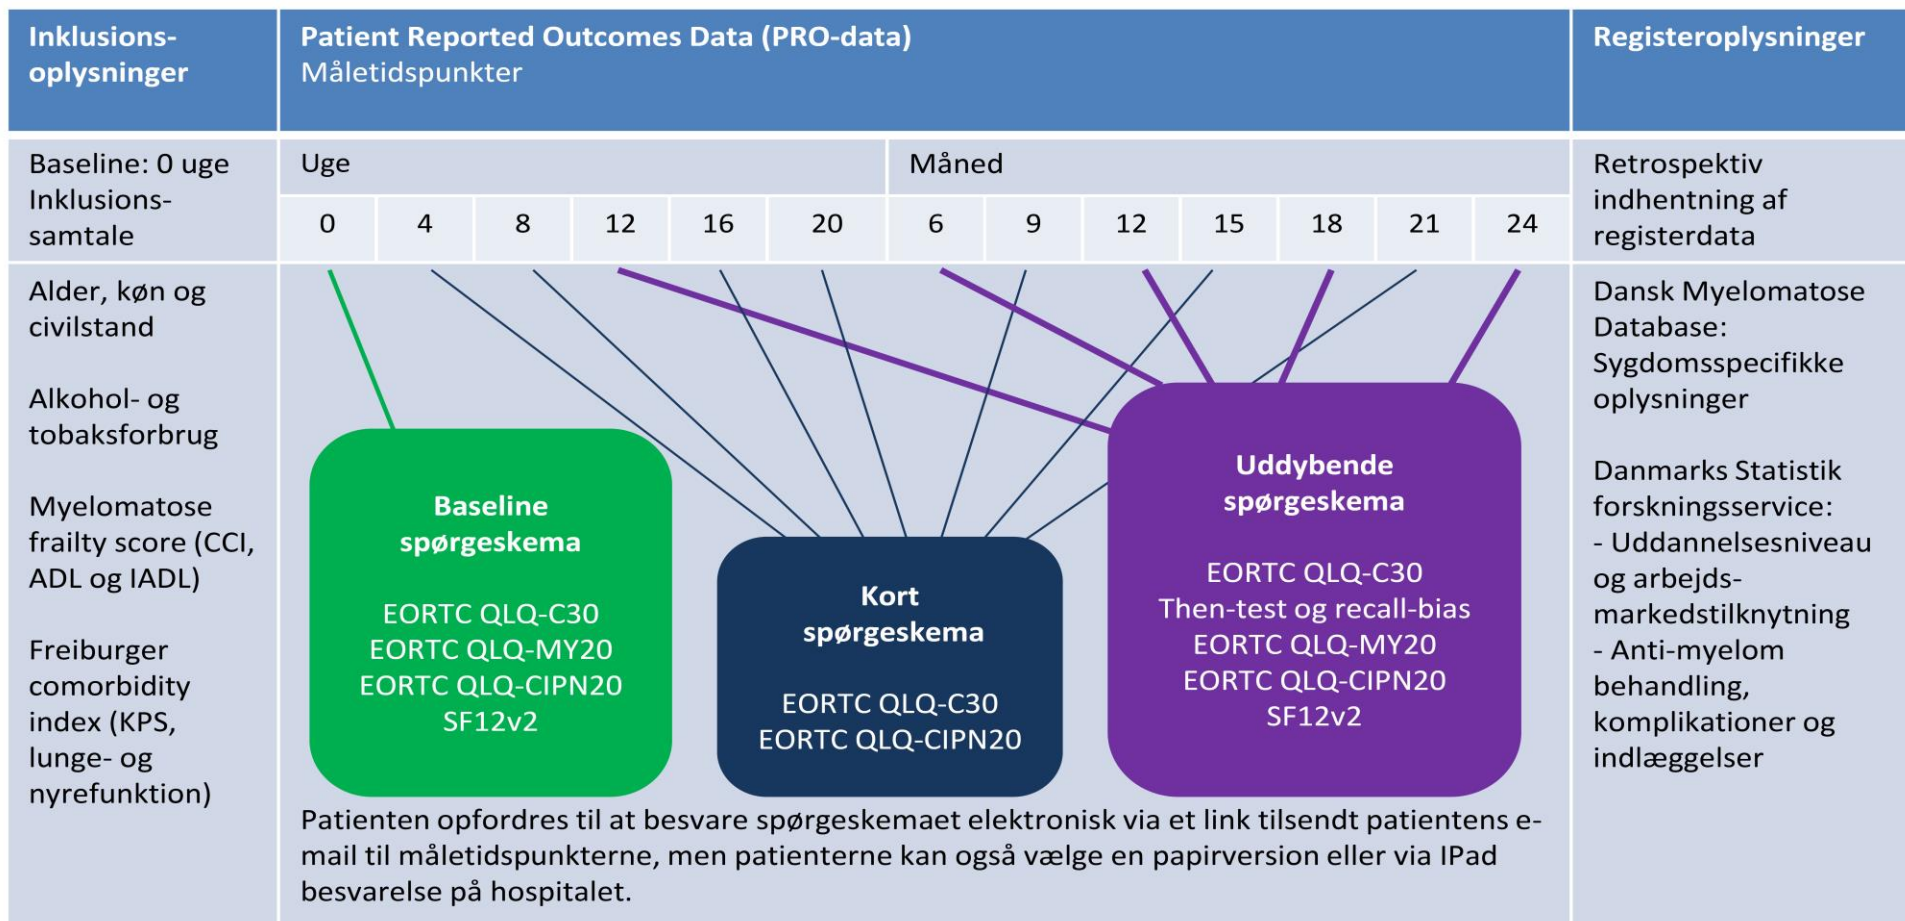 Inklusions-
oplysninger
Patient Reported Outcomes Data (PRO-data)
Måletidspunkter
Registeroplysninger
Baseline: 0 uge
Inklusions-
samtale
Uge
Måned
0
4
8
12
16
20
6
9
12
15
18
21
24
Retrospektiv
indhentning af
registerdata
Alder, køn og
civilstand
Alkohol- og
tobaksforbrug
Myelomatose
frailty score (CCI,
ADL og IADL)
Freiburger
comorbidity
index (KPS,
lunge- og
nyrefunktion)
Baseline
spørgeskema
EORTC QLQ-C30
EORTC QLQ-MY20
EORTC QLQ-CIPN20
SF12v2
Kort
spørgeskema
EORTC QLQ-C30
EORTC QLQ-CIPN20
Uddybende
spørgeskema
EORTC QLQ-C30
Then-test og recall-bias
EORTC QLQ-MY20
EORTC QLQ-CIPN20
SF12v2
Patienten opfordres til at besvare spørgeskemaet elektronisk via et link tilsendt patientens e-
mail til måletidspunkterne, men patienterne kan også vælge en papirversion eller via IPad
besvarelse på hospitalet.
Dansk Myelomatose
Database:
Sygdomsspecifikke
oplysninger
Danmarks Statistik
forskningsservice:
- Uddannelsesniveau
og arbejds-
markedstilknytning
- Anti-myelom
behandling,
komplikationer og
indlæggelser